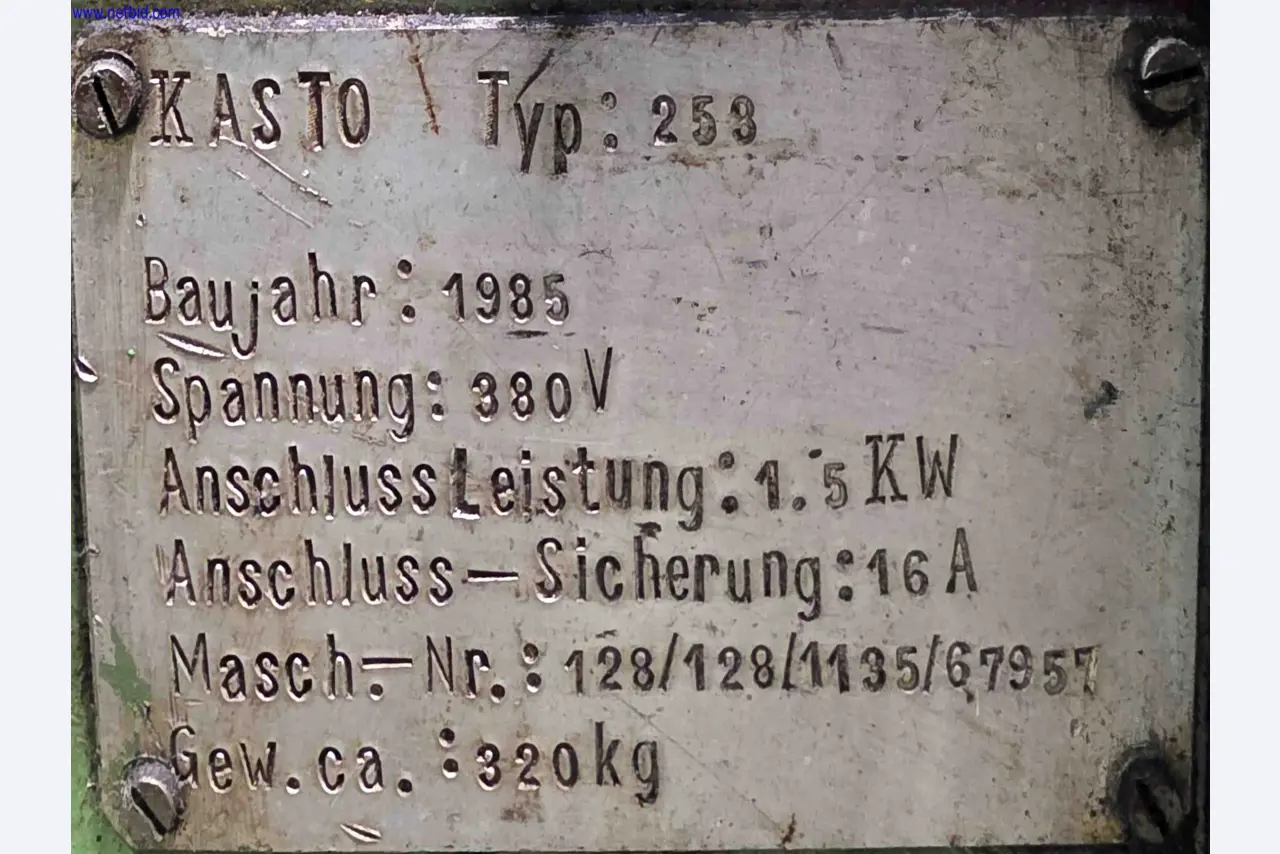 www.netbid.com
KASTO Typ: 253
Baujahr: 1985
Spannung: 380V
AnschlussLeistung: 1.5 KW
Anschluss-Sicherung: 16 A
Masch.-Nr.: 128/128/1135/67957
Gew. ca. : 320kg